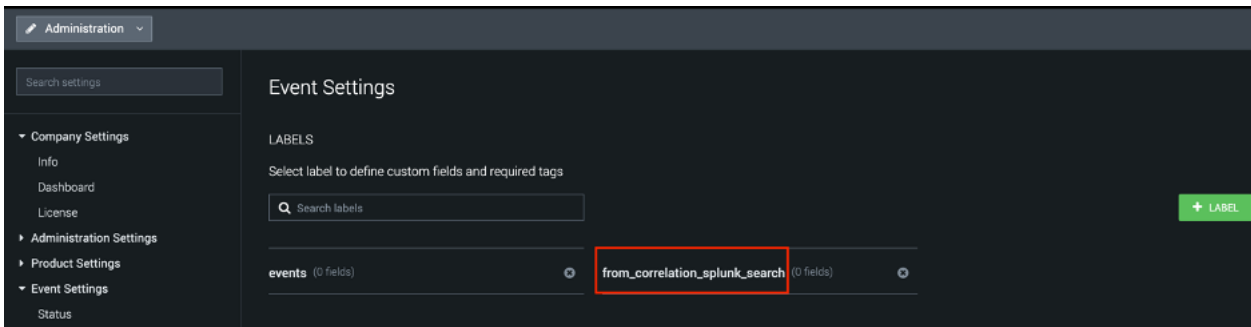 Administration
Search settings
Event Settings
Company Settings
LABELS
Info
Select label to define custom fields and required tags
Dashboard
Search labels
+ LABEL
License
Administration Settings
Product Settings
events (0 fields)
from_correlation_splunk_search (0 fields)
Event Settings
Status